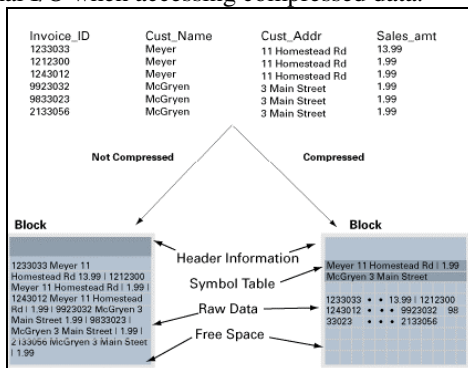 nal I/O when accessing compressed data.
Invoice_ID Cust_Name Cust_Addr Sales_amt
1233033 Meyer 11 Homestead Rd 13.99
1212300 Meyer 11 Homestead Rd 1.99
1243012 Meyer 11 Homestead Rd 1.99
9923032 McGryen 3 Main Street 1.99
9833023 McGryen 3 Main Street 1.99
2133056 McGryen 3 Main Street 1.99
Not Compressed Compressed
Block Block
Header Information
Symbol Table
Raw Data
Free Space
1233033 Meyer 11
Homestead Rd 13.99 | 1212300
Meyer 11 Homestead Rd | 1.99 |
1243012 Meyer 11 Homestead
Rd | 1.99 | 9923032 McGryen 3
Main Street 1.99 | 9833023 |
McGryen 3 Main Street | 1.99 |
2133056 McGryen 3 Main Steet
| 1.99
Meyer 11 Homestead Rd | 1.99
McGryen 3 Main Street
1233033 • • 13.99 | 1212300
1243012 • • • 9923032 98
33023 • • • 2133056